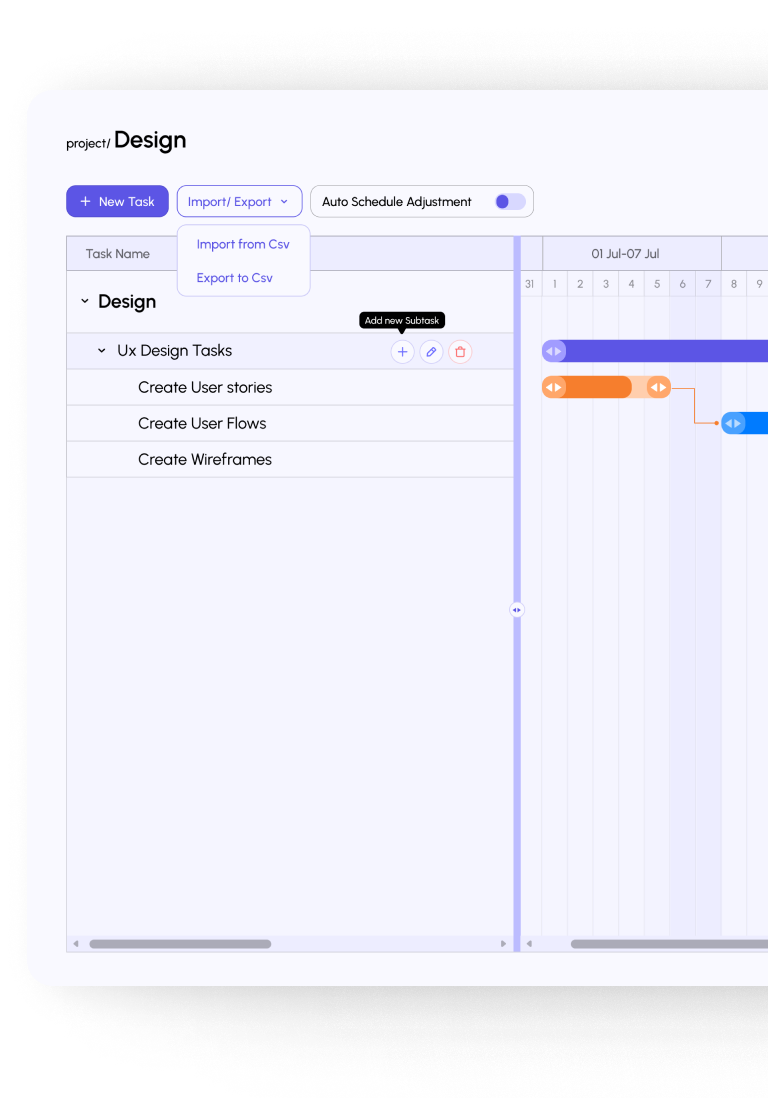 project/ Design
+ New Task
Import/ Export
Auto Schedule Adjustment
Import from Csv
Export to Csv
Task Name
01 Jul-07 Jul
31 1 2 3 4 5 6 7 8 9
Design
Add new Subtask
Ux Design Tasks
Create User stories
Create User Flows
Create Wireframes